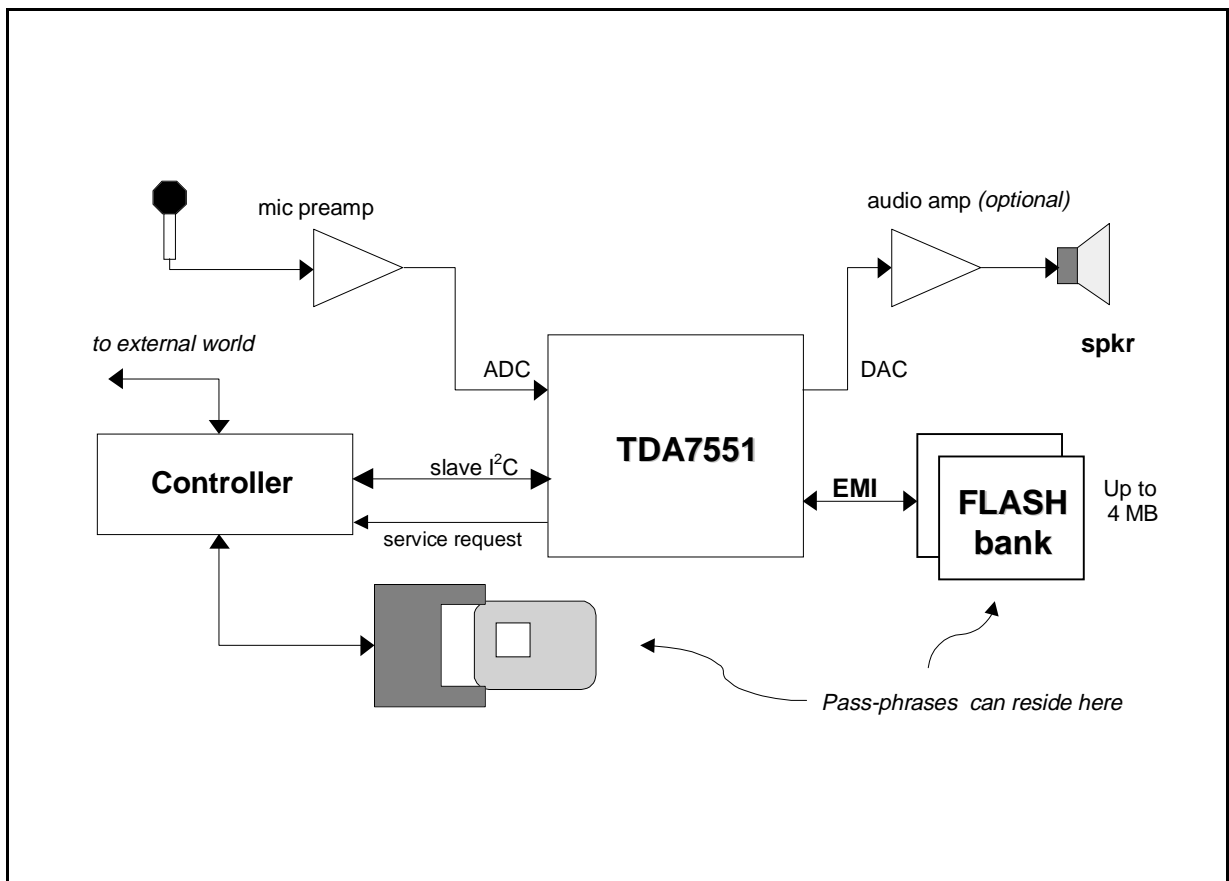 mic preamp
audio amp (optional)
to external world
spkr
ADC
DAC
TDA7551
Controller
slave I²C
EMI
FLASH
bank
Up to
4 MB
service request
Pass-phrases can reside here